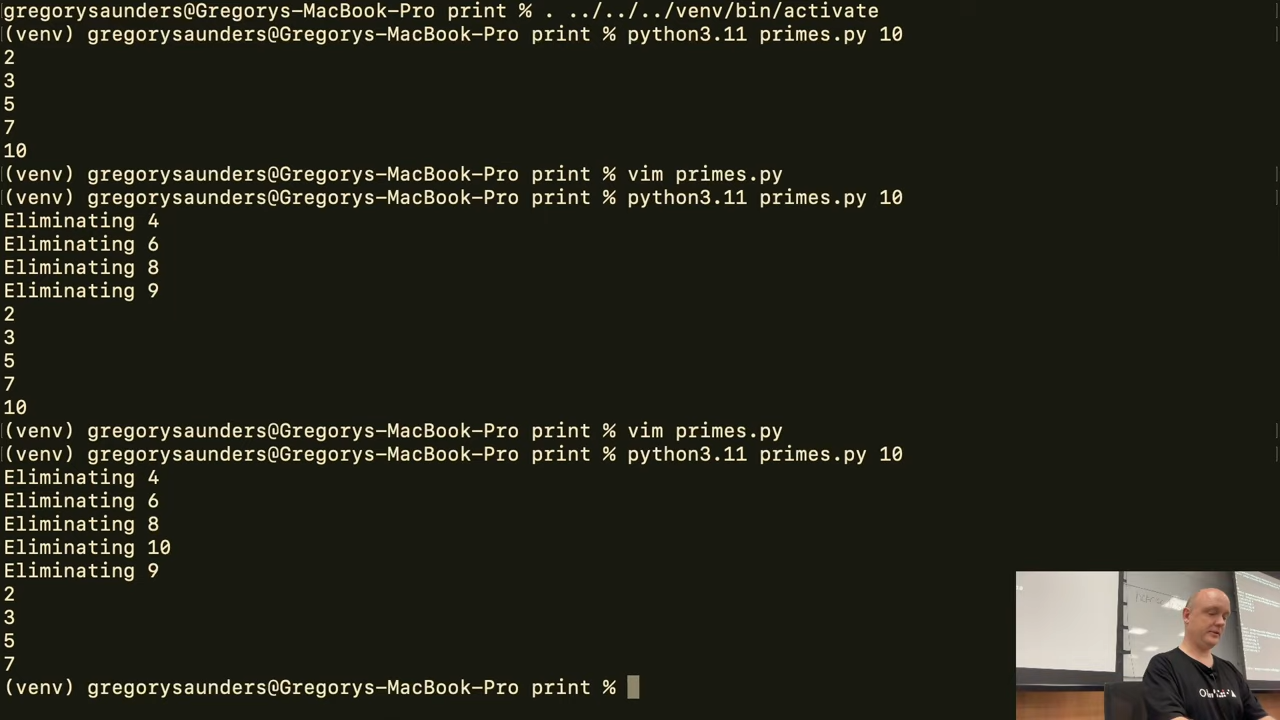 gregorysaunders@Gregorys-MacBook-Pro print % . ../../../venv/bin/activate
(venv) gregorysaunders@Gregorys-MacBook-Pro print % python3.11 primes.py 10
2
3
5
7
10
(venv) gregorysaunders@Gregorys-MacBook-Pro print % vim primes.py
(venv) gregorysaunders@Gregorys-MacBook-Pro print % python3.11 primes.py 10
Eliminating 4
Eliminating 6
Eliminating 8
Eliminating 9
2
3
5
7
10
(venv) gregorysaunders@Gregorys-MacBook-Pro print % vim primes.py
(venv) gregorysaunders@Gregorys-MacBook-Pro print % python3.11 primes.py 10
Eliminating 4
Eliminating 6
Eliminating 8
Eliminating 10
Eliminating 9
2
3
5
7
(venv) gregorysaunders@Gregorys-MacBook-Pro print %